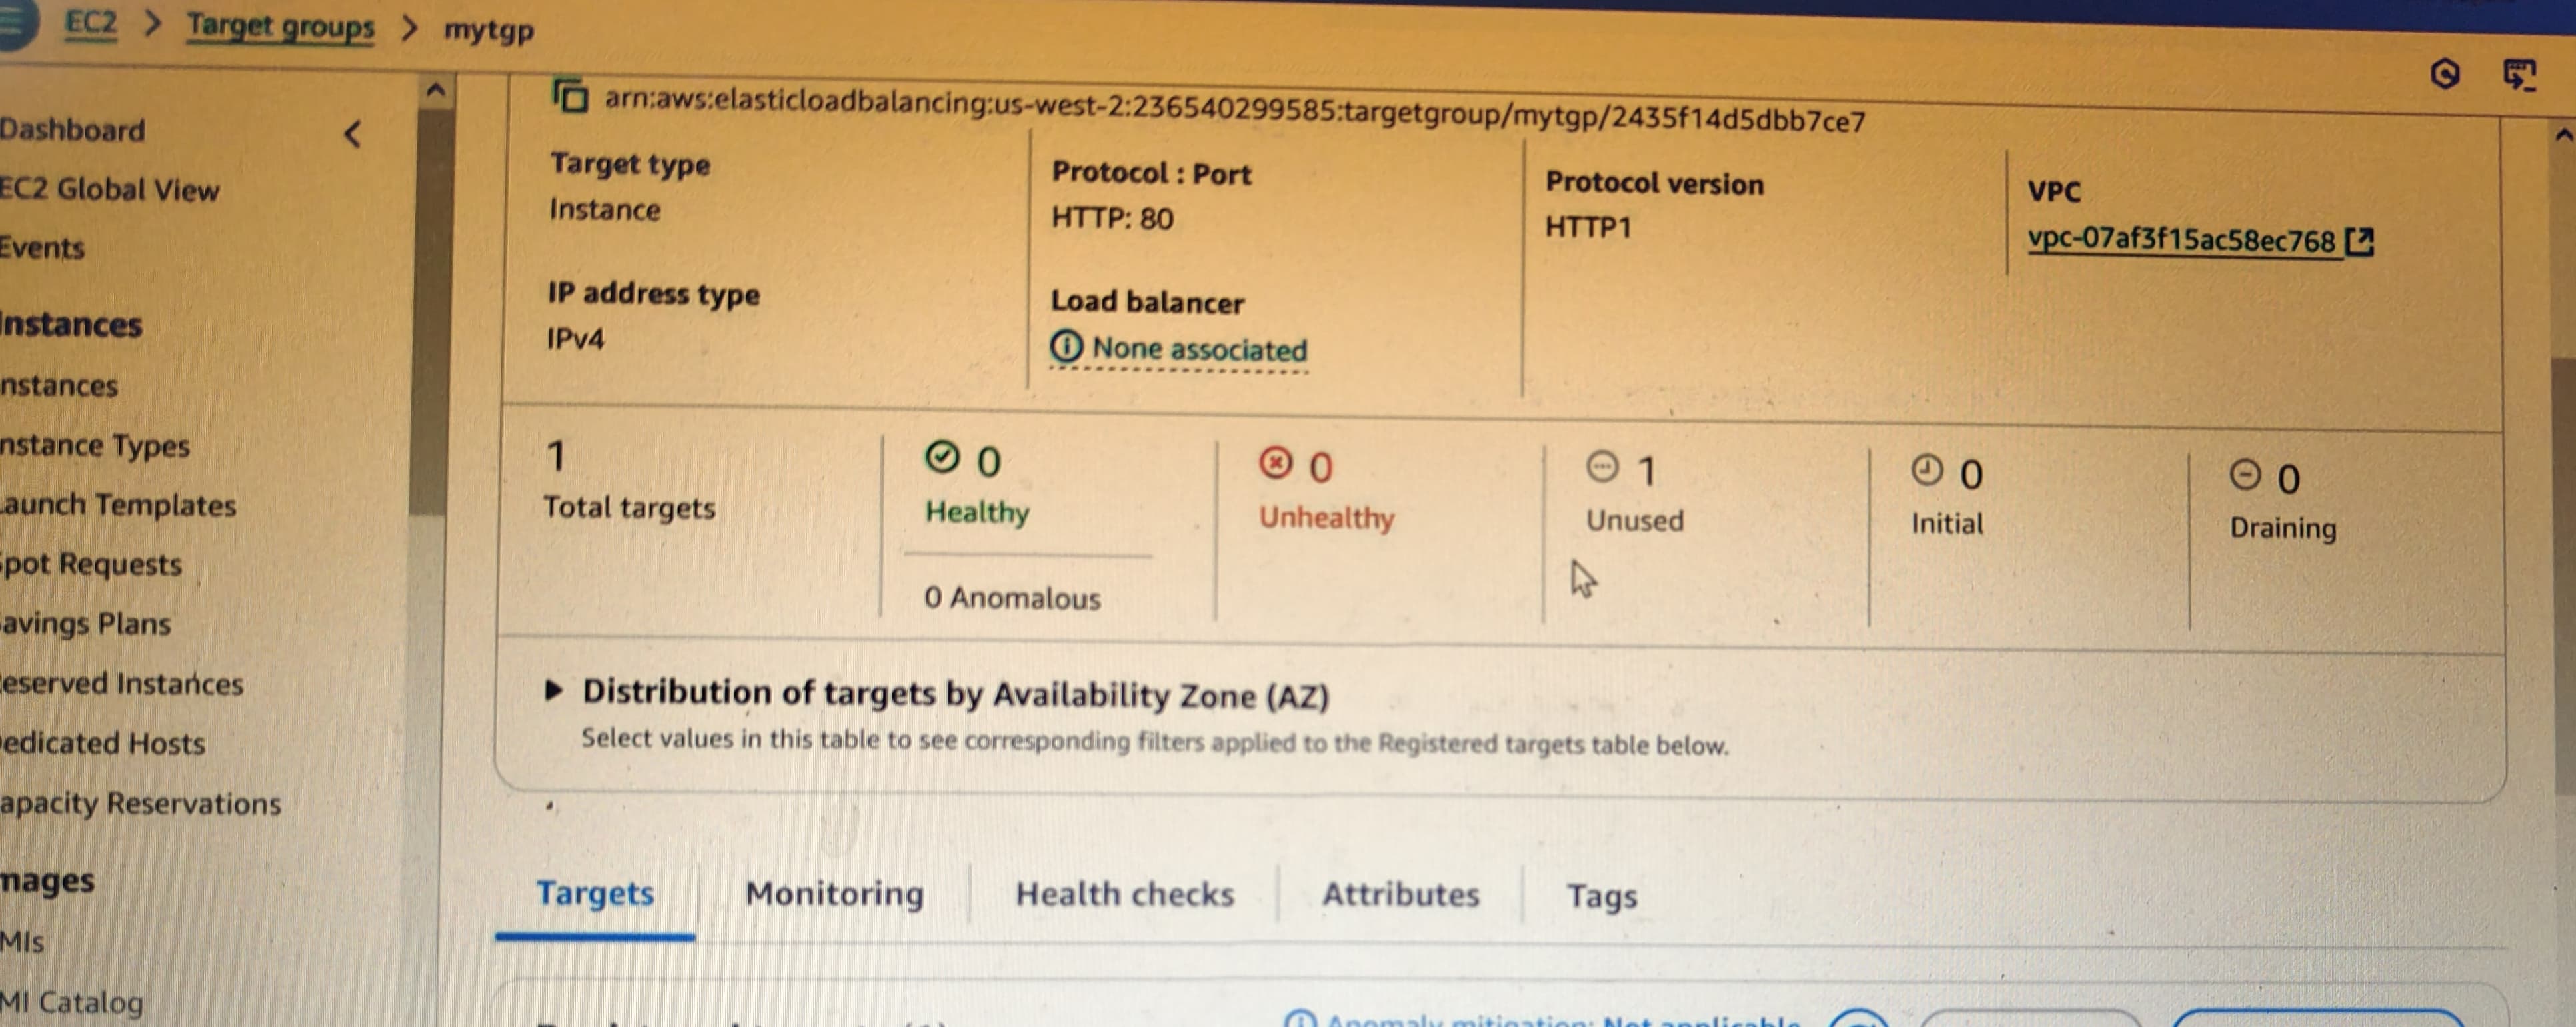 EC2 > Target groups > mytgp
arn:aws:elasticloadbalancing:us-west-2:236540299585:targetgroup/mytgp/2435f14d5dbb7ce7
Dashboard
EC2 Global View
Events
Instances
nstances
nstance Types
aunch Templates
pot Requests
avings Plans
eserved Instances
edicated Hosts
apacity Reservations
mages
MIs
MI Catalog
Target type
Instance
Protocol : Port
HTTP: 80
Protocol version
HTTP1
VPC
vpc-07af3f15ac58ec768
IP address type
IPv4
Load balancer
None associated
1
Total targets
0
Healthy
0 Anomalous
0
Unhealthy
1
Unused
0
Initial
0
Draining
Distribution of targets by Availability Zone (AZ)
Select values in this table to see corresponding filters applied to the Registered targets table below.
Targets
Monitoring
Health checks
Attributes
Tags
Anomaly mitigation: Not applicable